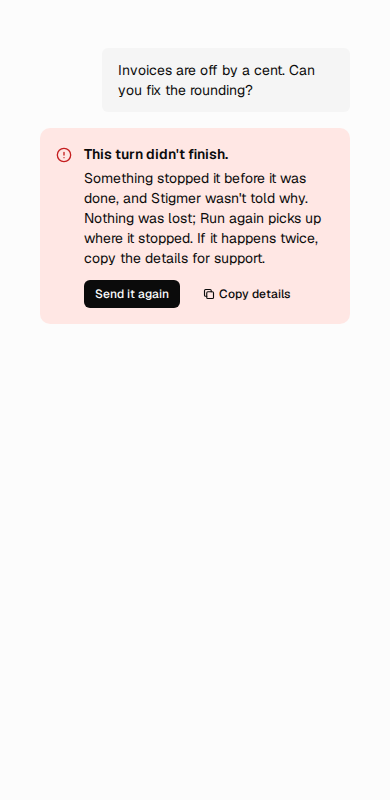 Invoices are off by a cent. Can
you fix the rounding?
This turn didn't finish.
Something stopped it before it was
done, and Stigmer wasn't told why.
Nothing was lost; Run again picks up
where it stopped. If it happens twice,
copy the details for support.
Send it again
Copy details